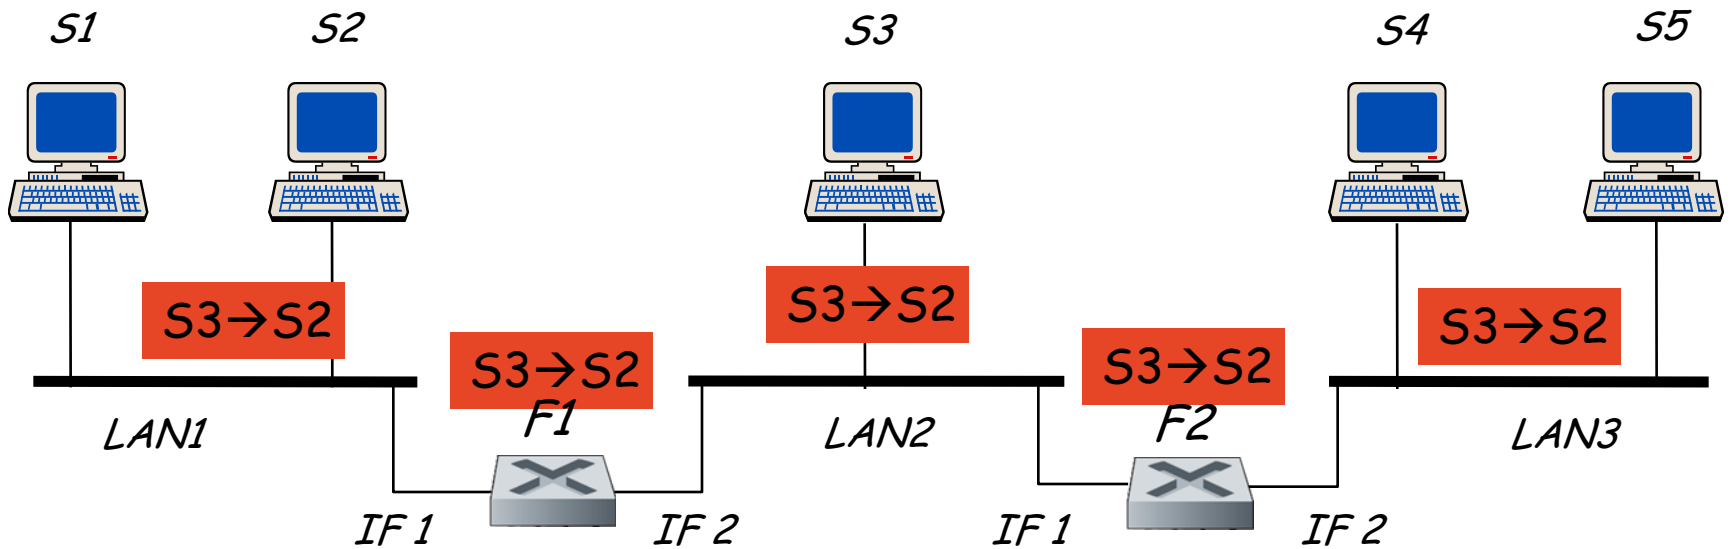 S1
S2
S3
S4
S5
S3→S2
S3→S2
S3→S2
S3→S2
S3→S2
F1
F2
LAN1
LAN2
LAN3
IF 1
IF 2
IF 1
IF 2